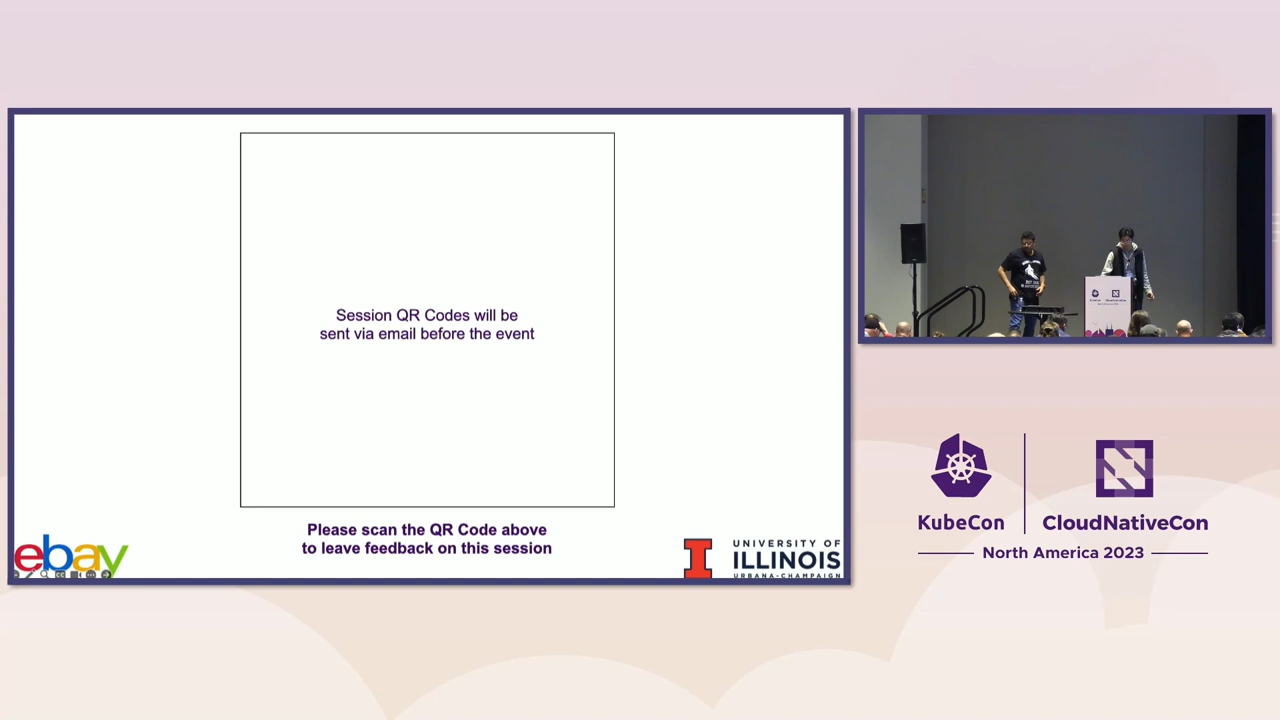 Session QR Codes will be
sent via email before the event
Please scan the QR Code above
to leave feedback on this session
ebay
UNIVERSITY OF
ILLINOIS
URBANA-CHAMPAIGN
KubeCon
CloudNativeCon
North America 2023